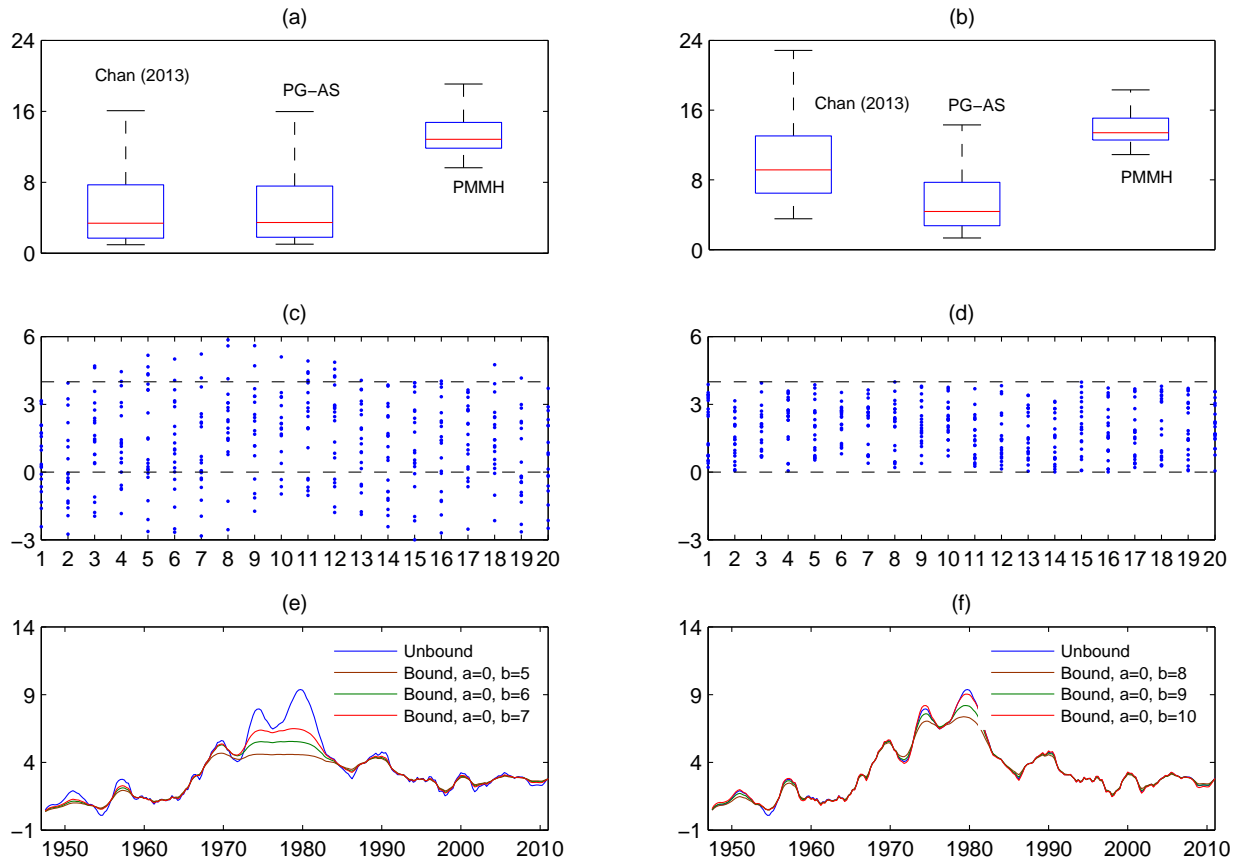 (a)
24
16
8
0
Chan (2013)
PG−AS
PMMH
(b)
24
16
8
0
Chan (2013)
PG−AS
PMMH
(c)
6
3
0
−3
1 2 3 4 5 6 7 8 9 10 11 12 13 14 15 16 17 18 19 20
(d)
6
3
0
−3
1 2 3 4 5 6 7 8 9 10 11 12 13 14 15 16 17 18 19 20
(e)
14
9
4
−1
Unbound
Bound, a=0, b=5
Bound, a=0, b=6
Bound, a=0, b=7
1950 1960 1970 1980 1990 2000 2010
(f)
14
9
4
−1
Unbound
Bound, a=0, b=8
Bound, a=0, b=9
Bound, a=0, b=10
1950 1960 1970 1980 1990 2000 2010